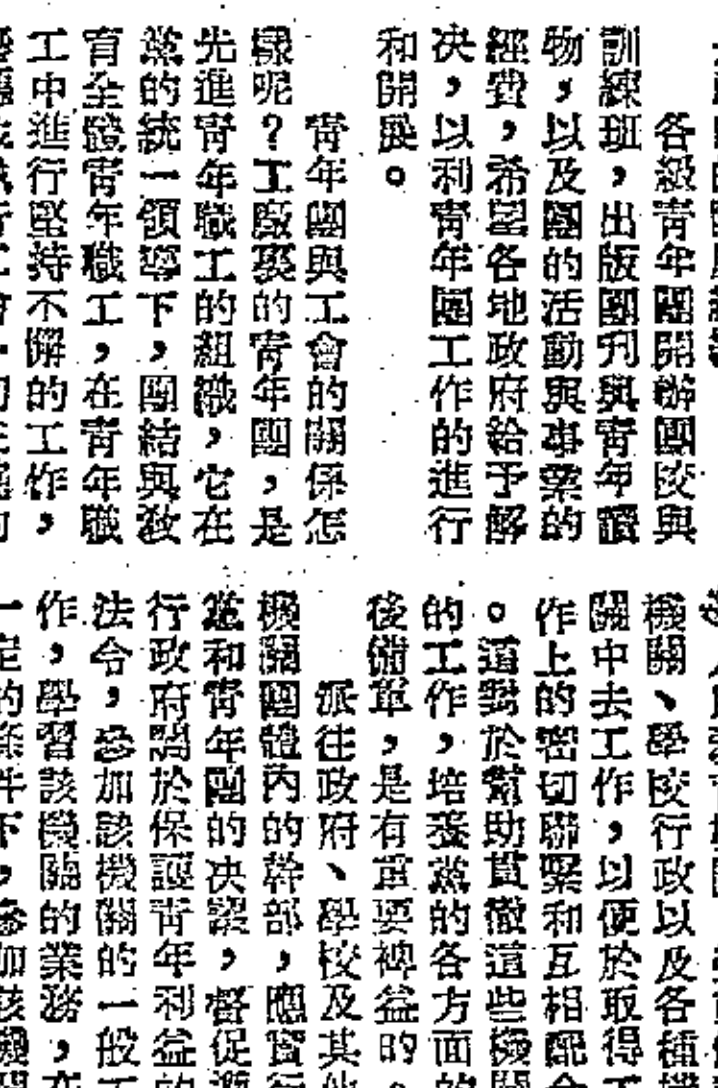 各級青年團開辦團校與
訓練班，出版團刊與青年讀
物，以及團的活動與事業的
經費，希望各地政府給予解
决，以利青年團工作的進行
和開展。
青年團與工會的關係怎
樣呢？工廠裏的青年團，是
先進青年職工的組織，它在
黨的統一領導下，團結與敎
育全體青年職工，在青年職
工中進行堅持不懈的工作，
機關、學校行政以及各種
關中去工作，以便於取得
作上的密切聯繫和互相配合
。這對於幫助貫徹這些機關
的工作，培養黨的各方面的
後備軍，是有重要裨益的。
派往政府、學校及其他
機關團體內的幹部，應實行
黨和青年團的决議，督促
行政府關於保護青年利益的
法令，參加該機關的一般工
作，學習該機關的業務，在
一定的條件下，參加該機關